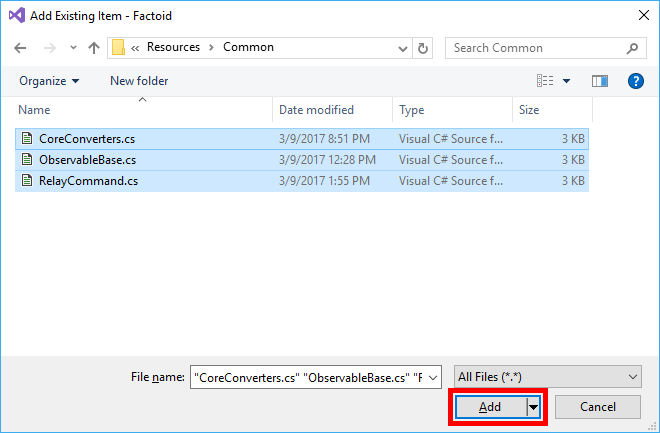 Add Existing Item - Factoid
« Resources > Common
Search Common
Organize
New folder
?
Name Date modified Type Size
CoreConverters.cs 3/9/2017 8:51 PM Visual C# Source f... 3 KB
ObservableBase.cs 3/9/2017 12:28 PM Visual C# Source f... 3 KB
RelayCommand.cs 3/9/2017 1:55 PM Visual C# Source f... 3 KB
File name: "CoreConverters.cs" "ObservableBase.cs" "F All Files (*.*)
Add Cancel